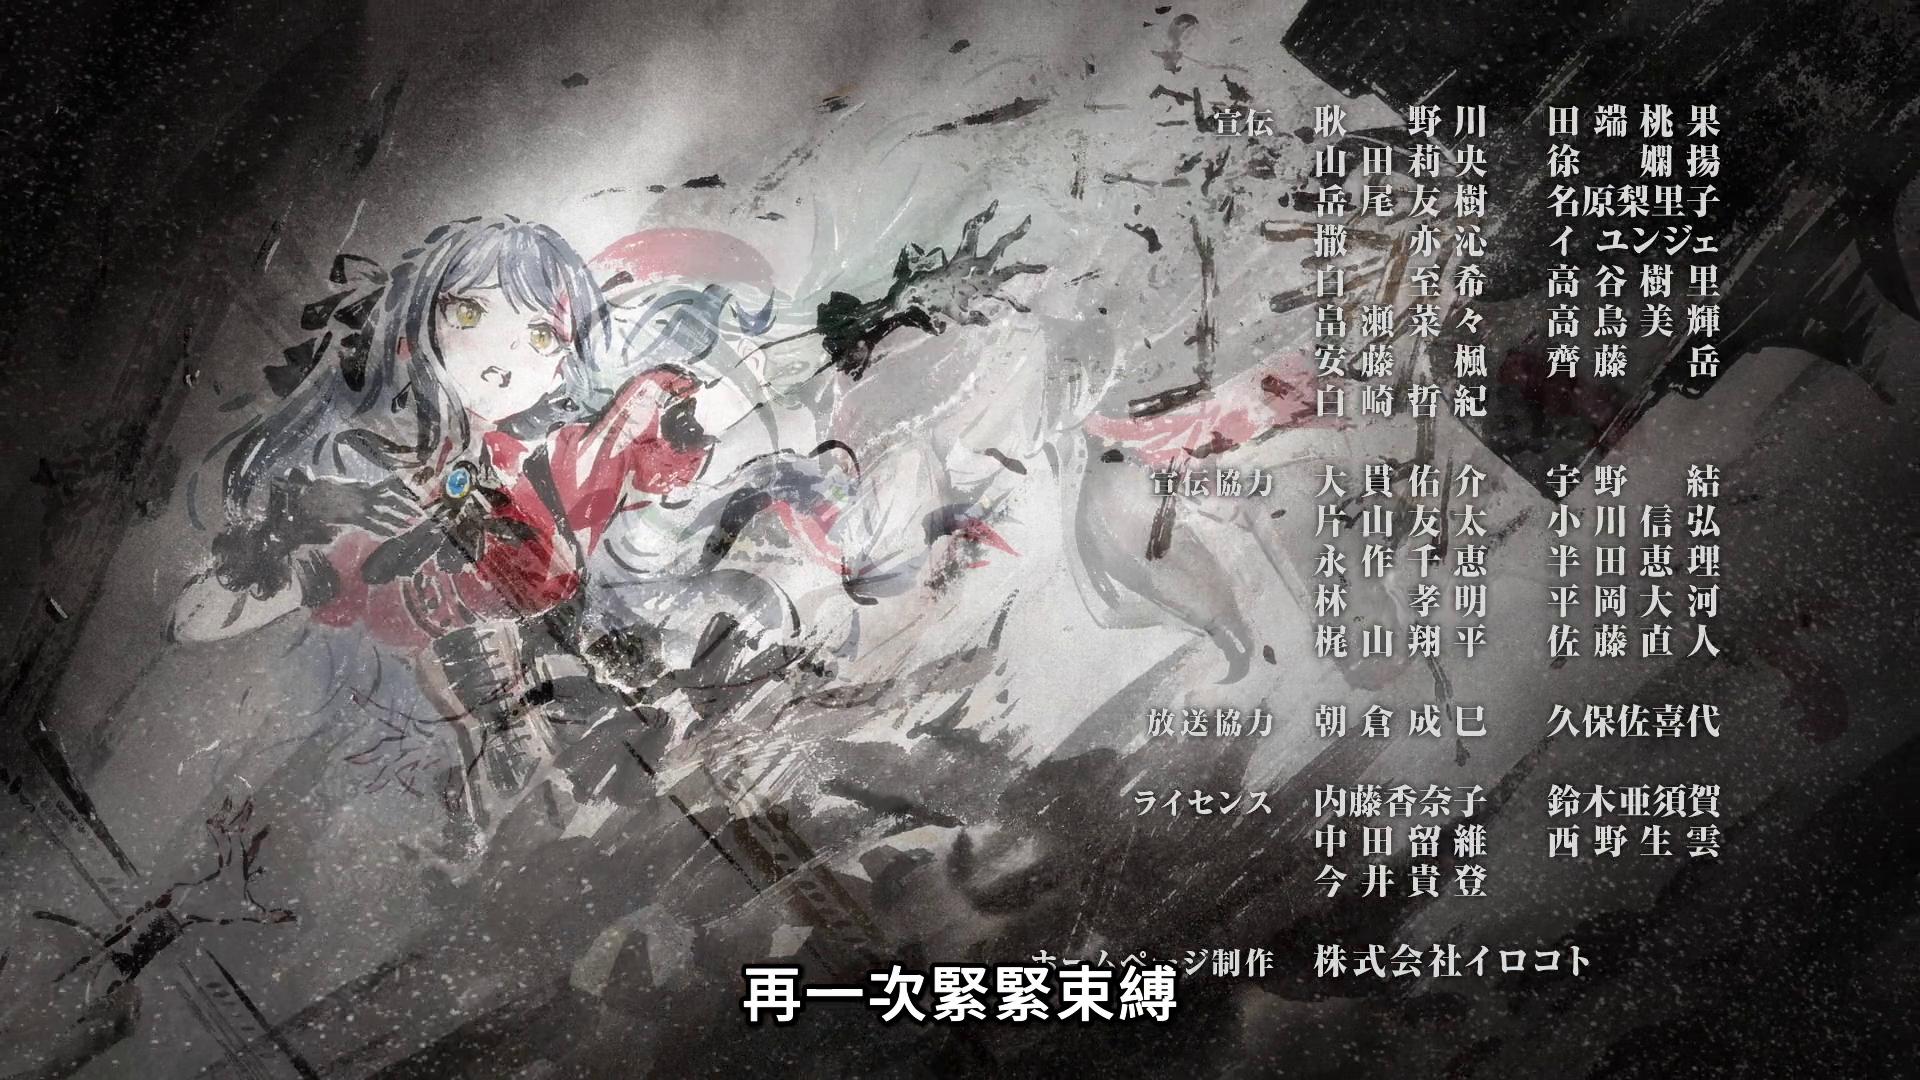 宣伝 耿野川 田端桃果
山田莉央 徐嫻揚
岳尾友樹 名原梨里子
撒亦沁 イユンジェ
白至希 高谷樹里
畠瀬菜々 高鳥美輝
安藤楓 齊藤岳
白崎哲紀
宣伝協力 大貫佑介 宇野結
片山友太 小川信弘
永作千恵 半田恵理
林孝明 平岡大河
梶山翔平 佐藤直人
放送協力 朝倉成巳 久保佐喜代
ライセンス 内藤香奈子 鈴木亜須賀
中田留維 西野生雲
今井貴登
ホームページ制作 株式会社イロコト
再一次緊緊束縛